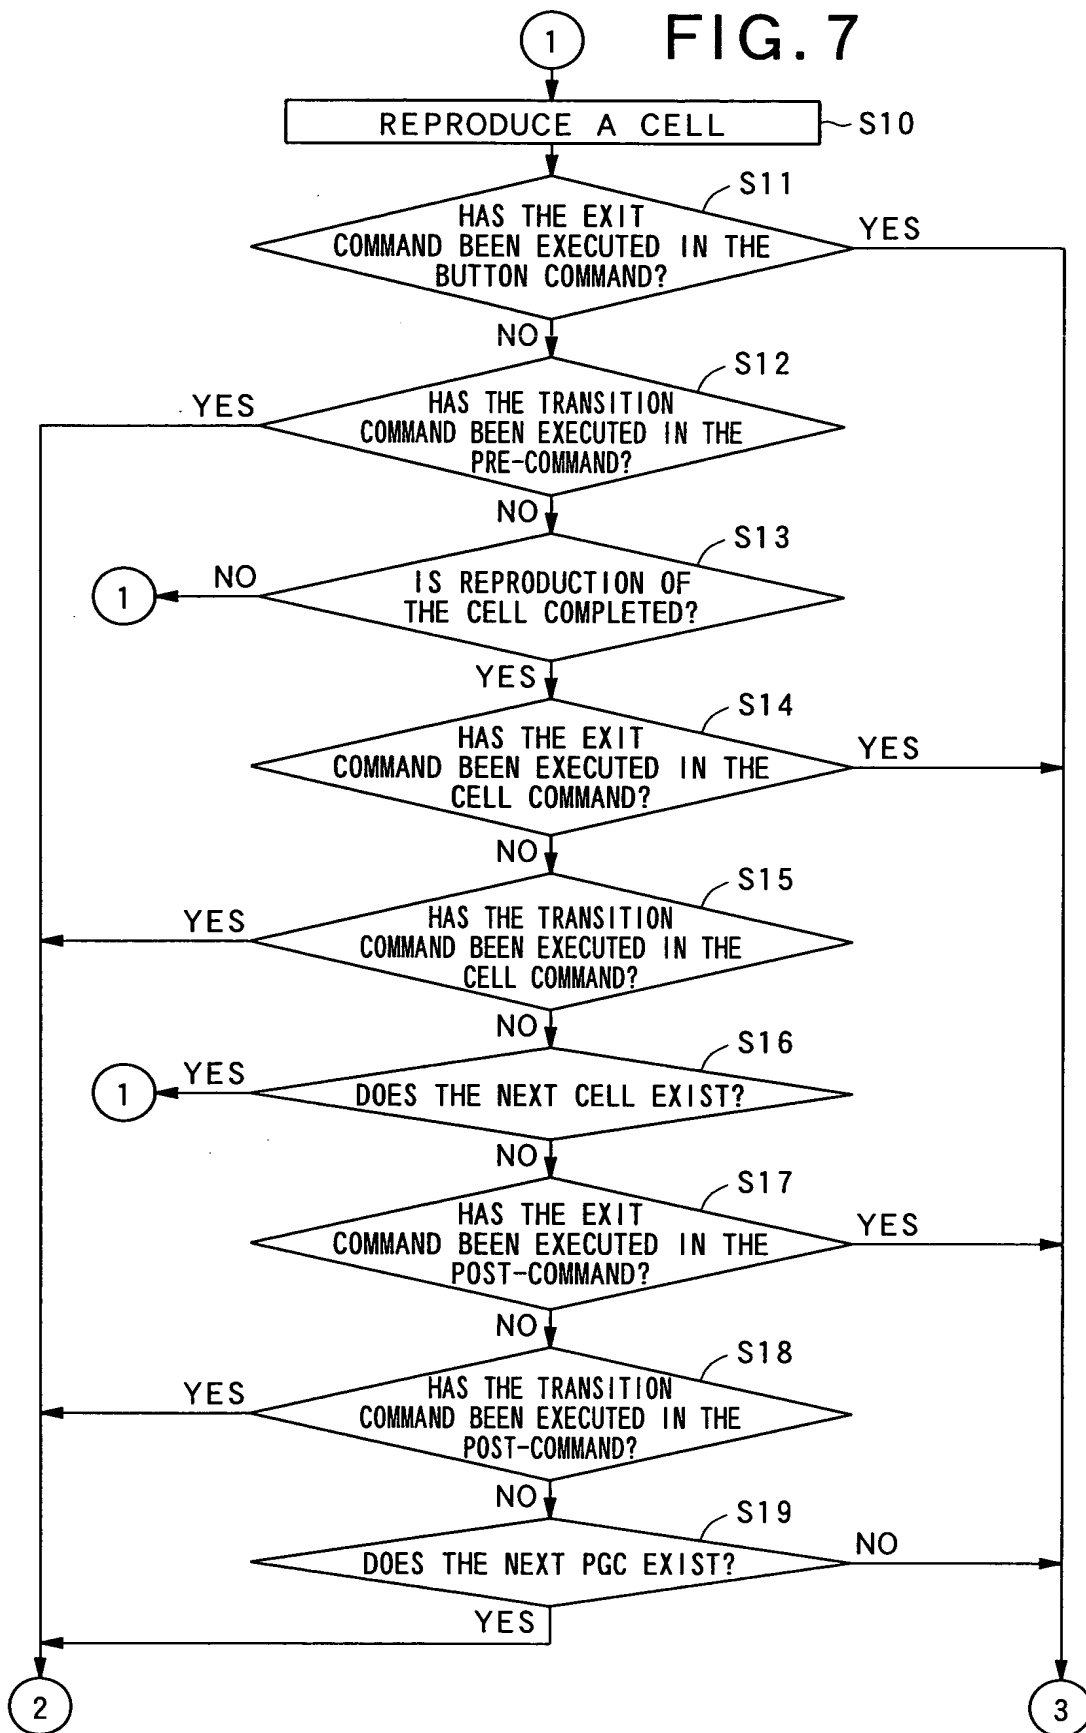 1
FIG. 7
REPRODUCE A CELL
S10
S11
HAS THE EXIT
COMMAND BEEN EXECUTED IN THE
BUTTON COMMAND?
YES
NO
S12
YES
HAS THE TRANSITION
COMMAND BEEN EXECUTED IN THE
PRE-COMMAND?
NO
S13
1
NO
IS REPRODUCTION OF
THE CELL COMPLETED?
YES
S14
HAS THE EXIT
COMMAND BEEN EXECUTED IN THE
CELL COMMAND?
YES
NO
S15
YES
HAS THE TRANSITION
COMMAND BEEN EXECUTED IN THE
CELL COMMAND?
NO
S16
1
YES
DOES THE NEXT CELL EXIST?
NO
S17
HAS THE EXIT
COMMAND BEEN EXECUTED IN THE
POST-COMMAND?
YES
NO
S18
YES
HAS THE TRANSITION
COMMAND BEEN EXECUTED IN THE
POST-COMMAND?
NO
S19
DOES THE NEXT PGC EXIST?
NO
YES
2
3